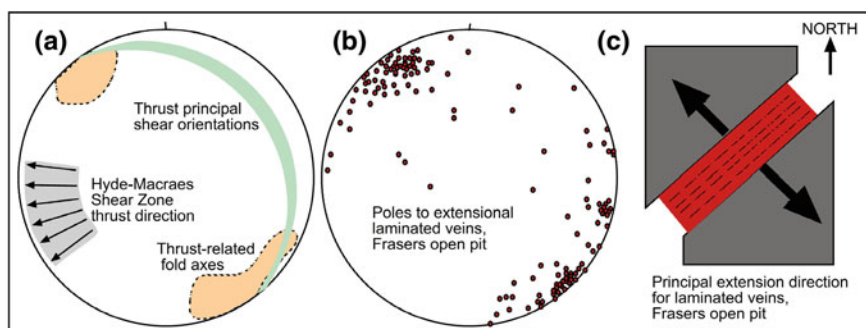 (a)
Thrust principal
shear orientations
Hyde-Macraes
Shear Zone
thrust direction
Thrust-related
fold axes
(b)
Poles to extensional
laminated veins,
Frasers open pit
(c)
NORTH
Principal extension direction
for laminated veins,
Frasers open pit